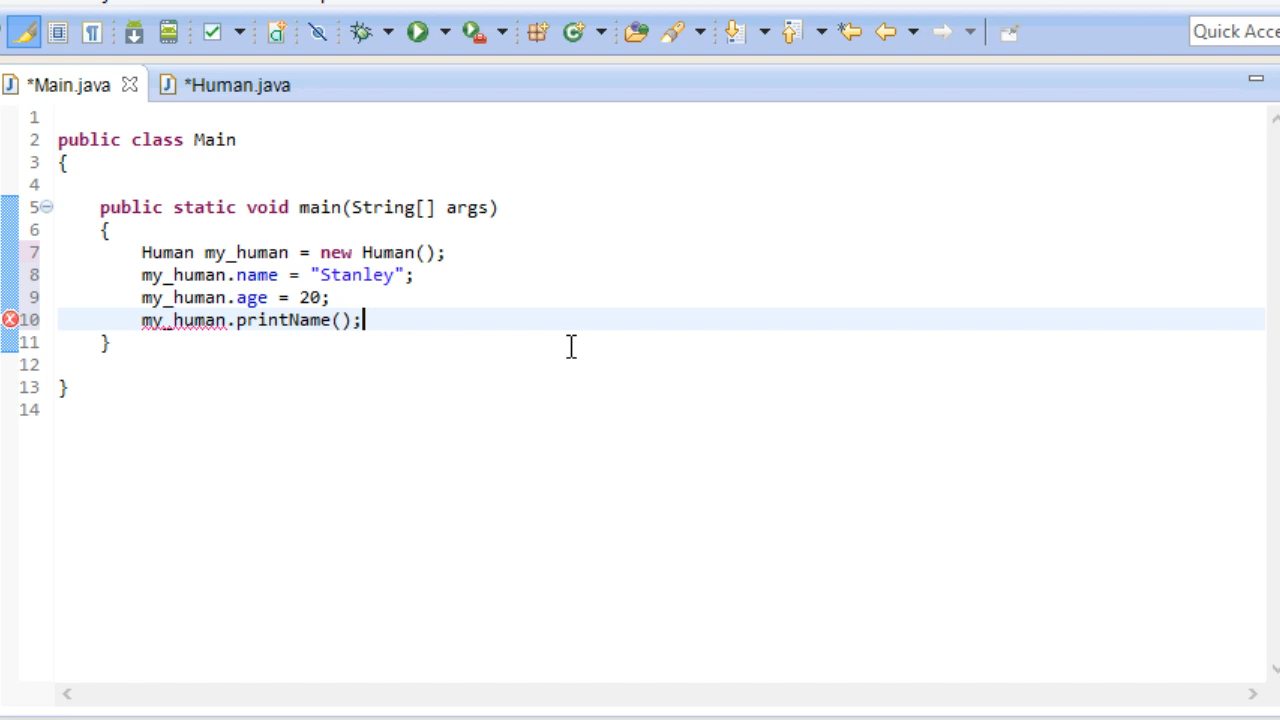 Quick Acce
*Main.java
*Human.java
1
2 public class Main
3 {
4
5 public static void main(String[] args)
6 {
7 Human my_human = new Human();
8 my_human.name = "Stanley";
9 my_human.age = 20;
10 my_human.printName();
11 }
12
13 }
14